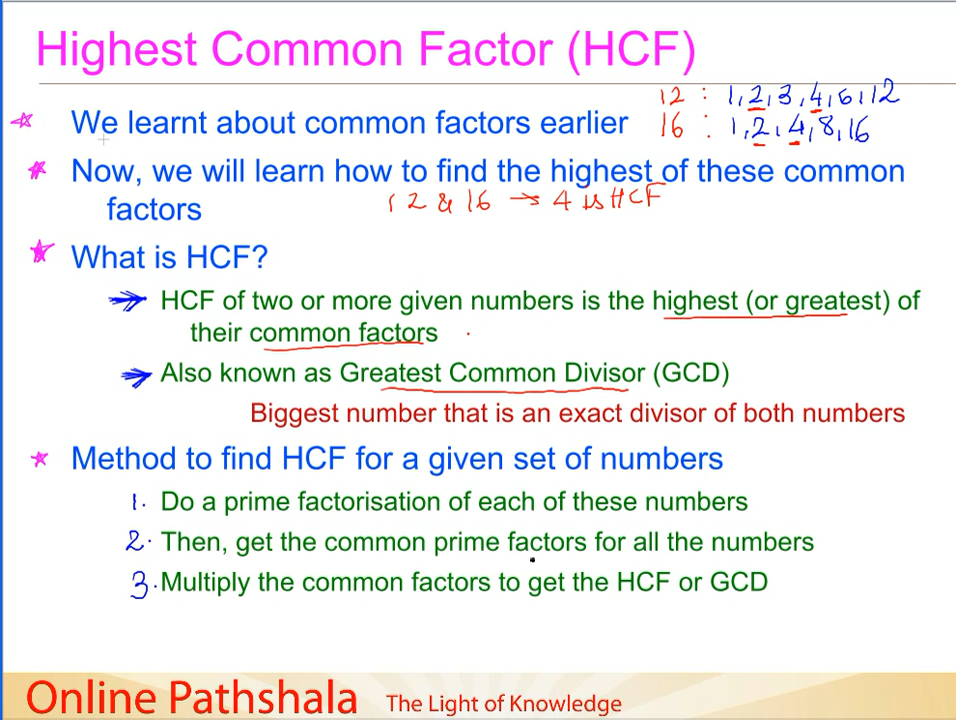 Highest Common Factor (HCF)
12 : 1, 2, 3, 4, 6, 12
We learnt about common factors earlier
16 : 1, 2, 4, 8, 16
Now, we will learn how to find the highest of these common
factors
12 & 16 → 4 is HCF
What is HCF?
HCF of two or more given numbers is the highest (or greatest) of
their common factors
Also known as Greatest Common Divisor (GCD)
Biggest number that is an exact divisor of both numbers
Method to find HCF for a given set of numbers
1. Do a prime factorisation of each of these numbers
2. Then, get the common prime factors for all the numbers
3. Multiply the common factors to get the HCF or GCD
Online Pathshala The Light of Knowledge